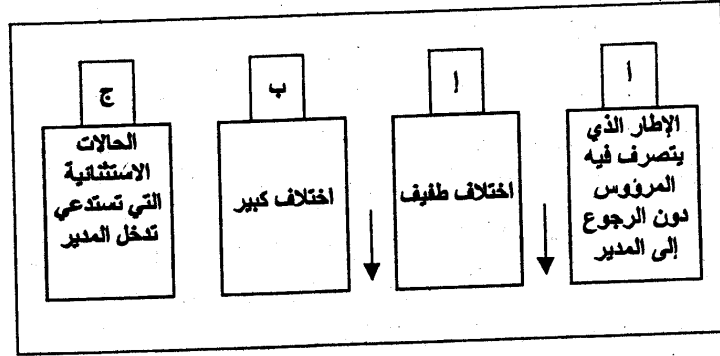 أ
الإطار الذي
يتصرف فيه
المرؤوس
دون الرجوع
إلى المدير
إ
اختلاف طفيف
ب
اختلاف كبير
ج
الحالات
الاستثنائية
التي تستدعي
تدخل المدير